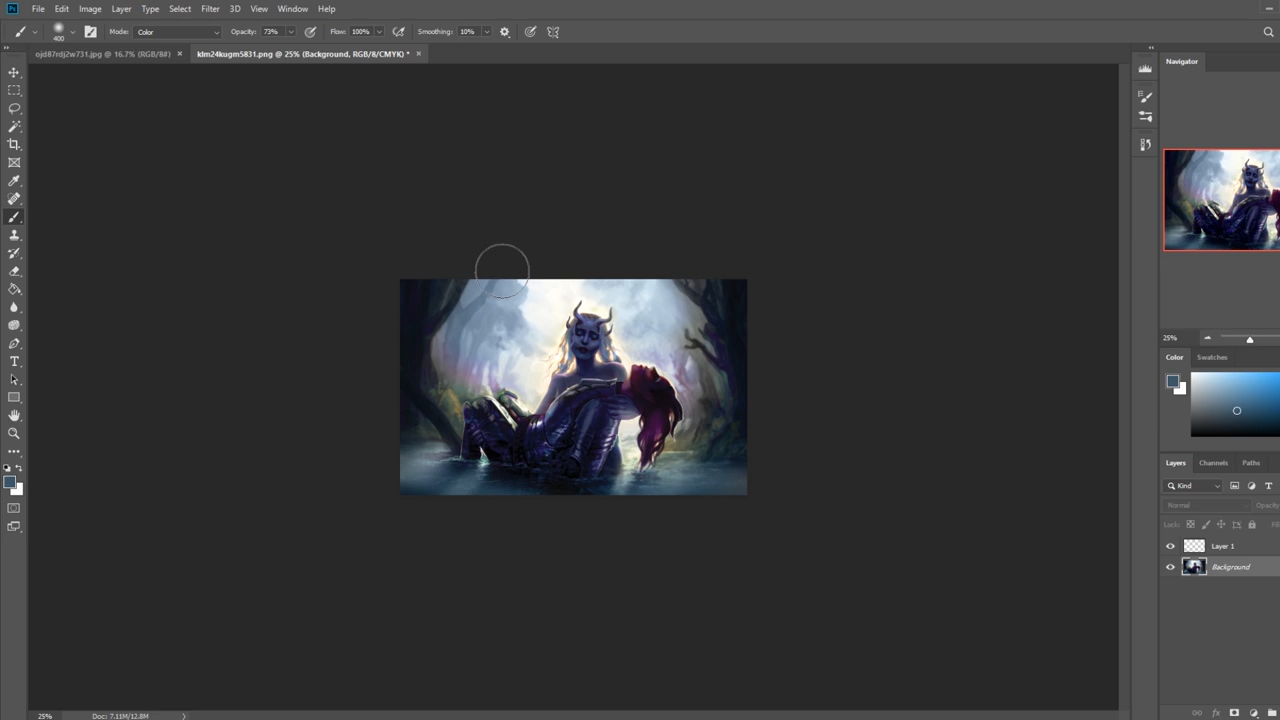 Ps File Edit Image Layer Type Select Filter 3D View Window Help
400 Mode: Color Opacity: 73% Flow: 100% Smoothing: 10%
ojd87rdj2w731.jpg @ 16.7% (RGB/8#) × klm24kugm5831.png @ 25% (Background, RGB/8/CMYK) * ×
Navigator
25%
Color Swatches
Layers Channels Paths
Kind
Normal Opacity
Lock:
Layer 1
Background
fx
25% Doc: 7.11M/12.8M